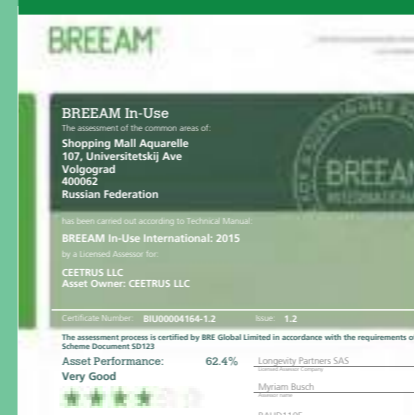 BREEAM®
BREEAM In-Use
The assessment of the common areas of:
Shopping Mall Aquarelle
107, Universitetskij Ave
Volgograd
400062
Russian Federation
BREEAM
has been carried out according to Technical Manual:
BREEAM In-Use International: 2015
by a Licensed Assessor for:
CEETRUS LLC
Asset Owner: CEETRUS LLC
Certificate Number: BIU00004164-1.2 Issue: 1.2
The assessment process is certified by BRE Global Limited in accordance with the requirements of
Scheme Document SD123
Asset Performance: 62.4% Longevity Partners SAS
Licensed Assessor Company
Very Good
Myriam Busch
Assessor name